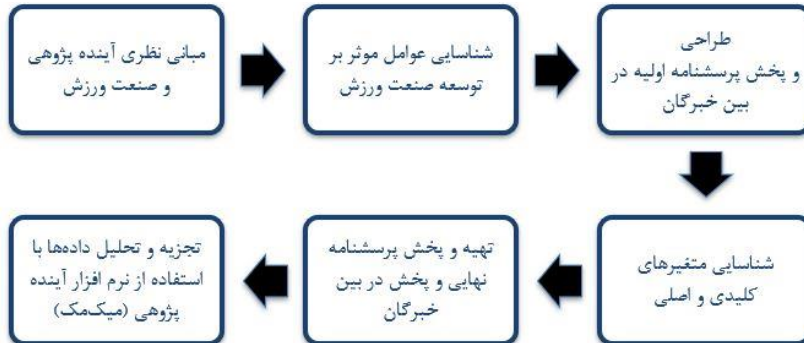 مبانی نظری آینده پژوهی
و صنعت ورزش
شناسایی عوامل موثر بر
توسعه صنعت ورزش
طراحی
و پخش پرسشنامه اولیه در
بین خبرگان
شناسایی متغیرهای
کلیدی و اصلی
تهیه و پخش پرسشنامه
نهایی و پخش در بین
خبرگان
تجزیه و تحلیل داده‌ها با
استفاده از نرم افزار آینده
پژوهی (میک‌مک)